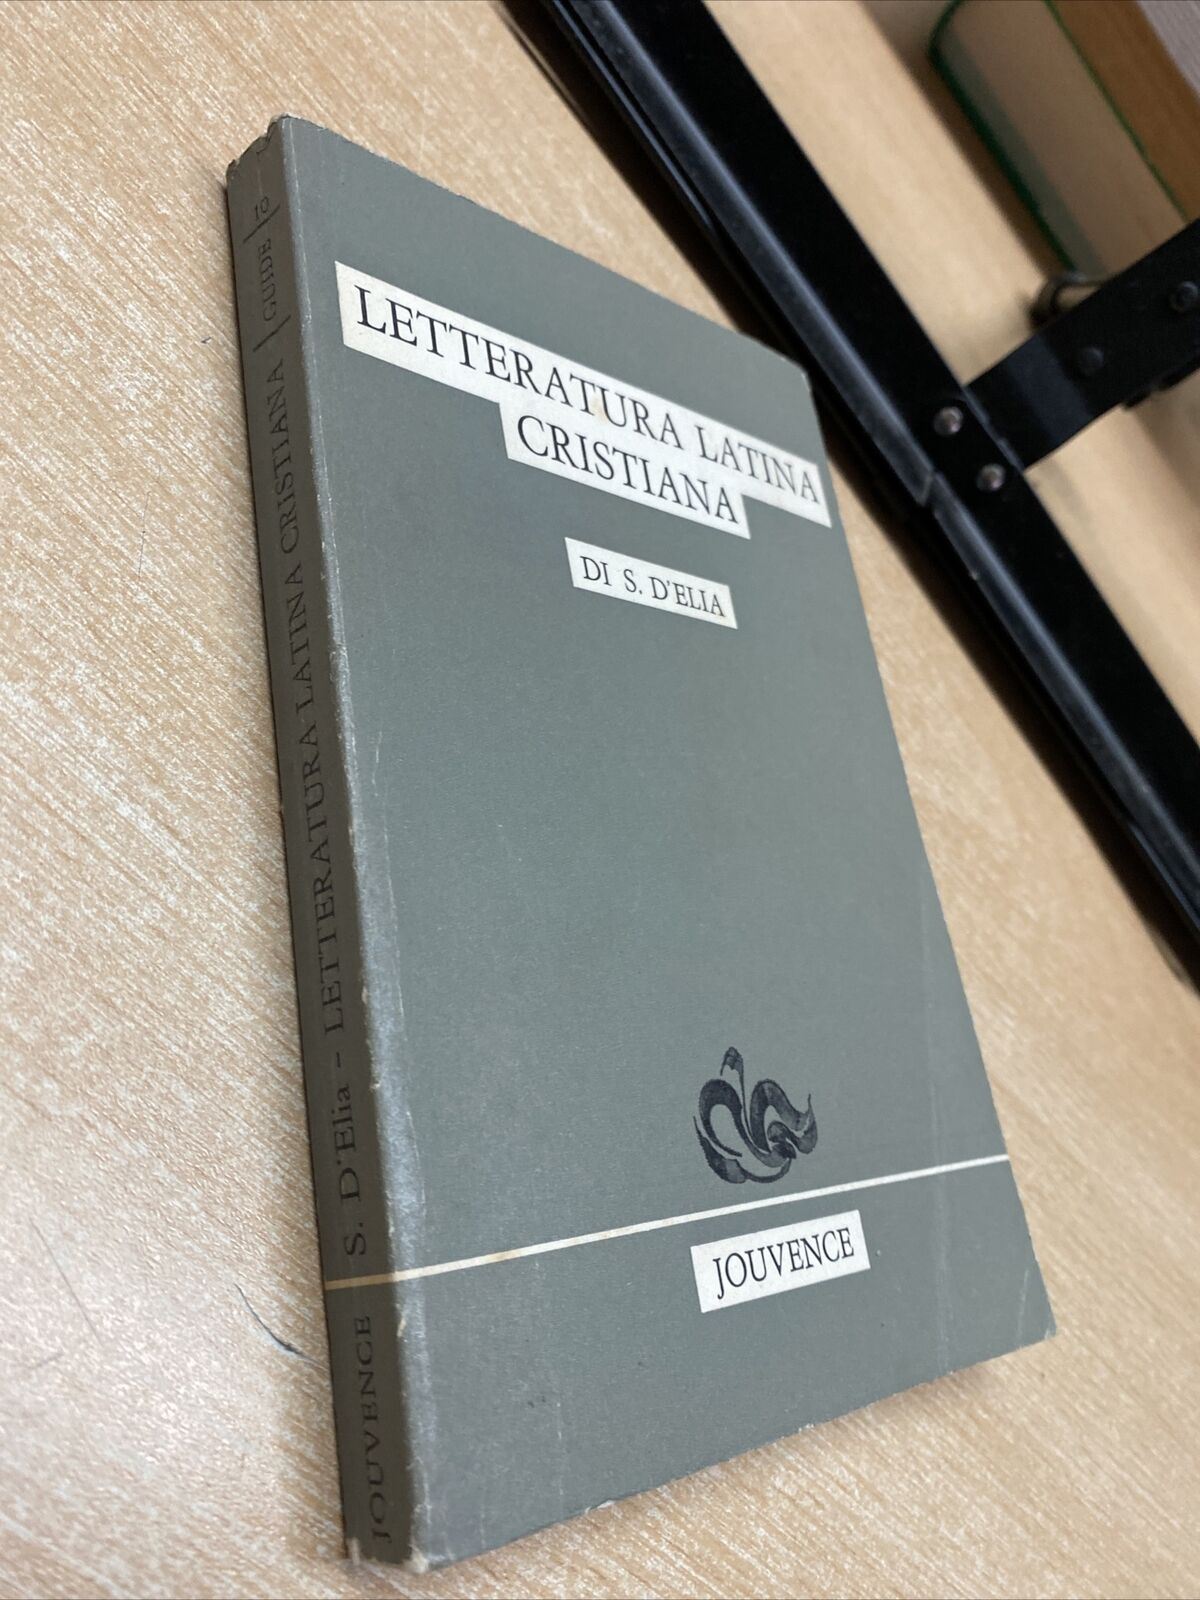 LETTERATURA LATINA
CRISTIANA
DI S. D'ELIA
JOUVENCE
JOUVENCE S. D'Elia - LETTERATURA LATINA CRISTIANA / GUIDE / 10